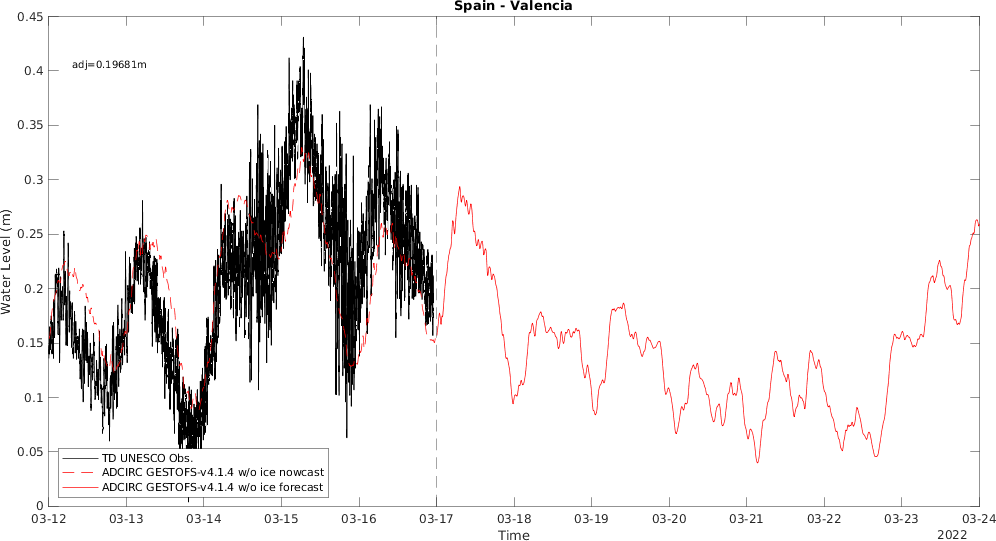 Spain - Valencia
adj=0.19681m
Water Level (m)
0.45
0.4
0.35
0.3
0.25
0.2
0.15
0.1
0.05
0
TD UNESCO Obs.
ADCIRC GESTOFS-v4.1.4 w/o ice nowcast
ADCIRC GESTOFS-v4.1.4 w/o ice forecast
03-12 03-13 03-14 03-15 03-16 03-17 03-18 03-19 03-20 03-21 03-22 03-23 03-24
Time
2022